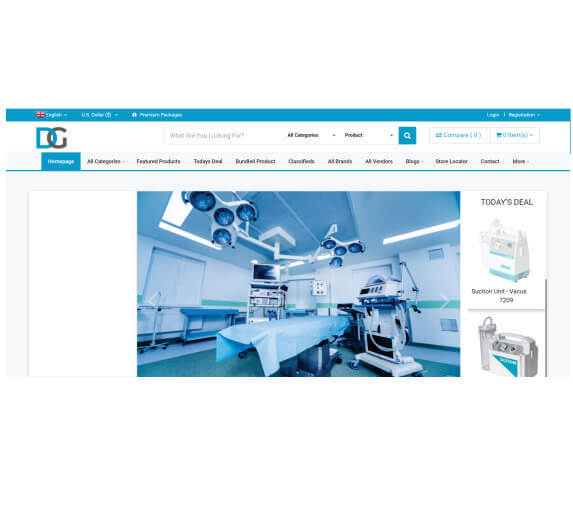 English U.S. Dollar ($) Premium Packages Login | Registration
DG What Are You Looking For? All Categories Product Compare ( 0 ) 0 Item(s)
Homepage All Categories Featured Products Todays Deal Bundled Product Classifieds All Brands All Vendors Blogs Store Locator Contact More
TODAY'S DEAL
Suction Unit - Vacus
7209